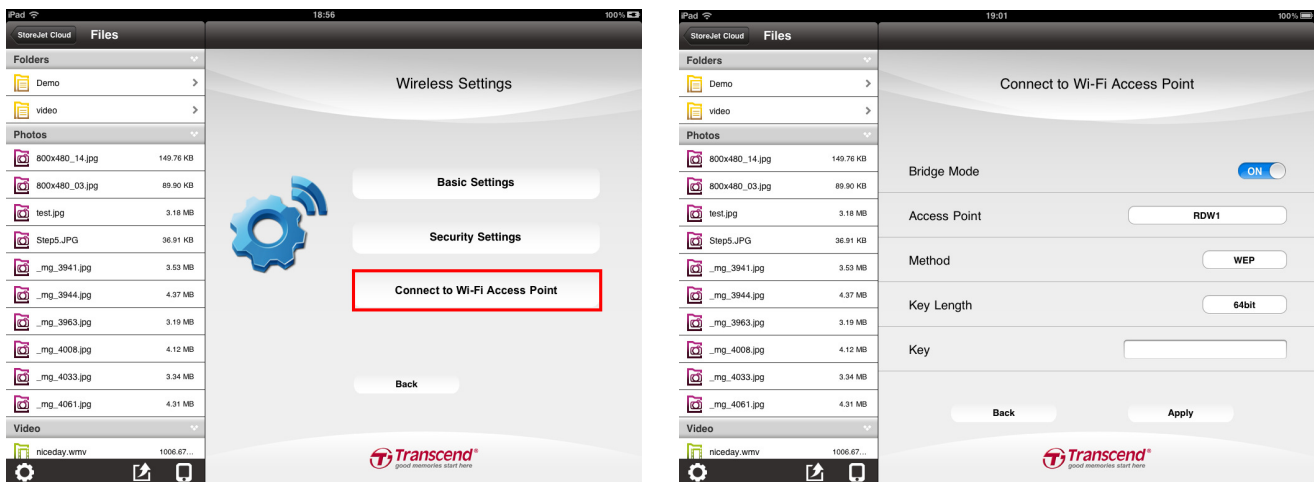 iPad 18:56 100%
StoreJet Cloud Files
Folders
Demo
video
Photos
800x480_14.jpg 149.76 KB
800x480_03.jpg 89.90 KB
test.jpg 3.18 MB
Step5.JPG 36.91 KB
_mg_3941.jpg 3.53 MB
_mg_3944.jpg 4.37 MB
_mg_3963.jpg 3.19 MB
_mg_4008.jpg 4.12 MB
_mg_4033.jpg 3.34 MB
_mg_4061.jpg 4.31 MB
Video
niceday.wmv 1006.67...
Wireless Settings
Basic Settings
Security Settings
Connect to Wi-Fi Access Point
Back
Transcend®
good memories start here
iPad 19:01 100%
StoreJet Cloud Files
Folders
Demo
video
Photos
800x480_14.jpg 149.76 KB
800x480_03.jpg 89.90 KB
test.jpg 3.18 MB
Step5.JPG 36.91 KB
_mg_3941.jpg 3.53 MB
_mg_3944.jpg 4.37 MB
_mg_3963.jpg 3.19 MB
_mg_4008.jpg 4.12 MB
_mg_4033.jpg 3.34 MB
_mg_4061.jpg 4.31 MB
Video
niceday.wmv 1006.67...
Connect to Wi-Fi Access Point
Bridge Mode ON
Access Point RDW1
Method WEP
Key Length 64bit
Key
Back Apply
Transcend®
good memories start here